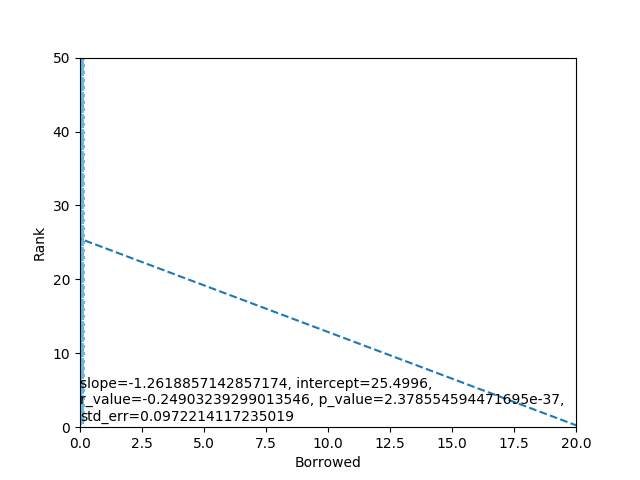 50
40
30
20
10
0
Rank
slope=-1.2618857142857174, intercept=25.4996,
r_value=-0.24903239299013546, p_value=2.378554594471695e-37,
std_err=0.0972214117235019
0.0 2.5 5.0 7.5 10.0 12.5 15.0 17.5 20.0
Borrowed